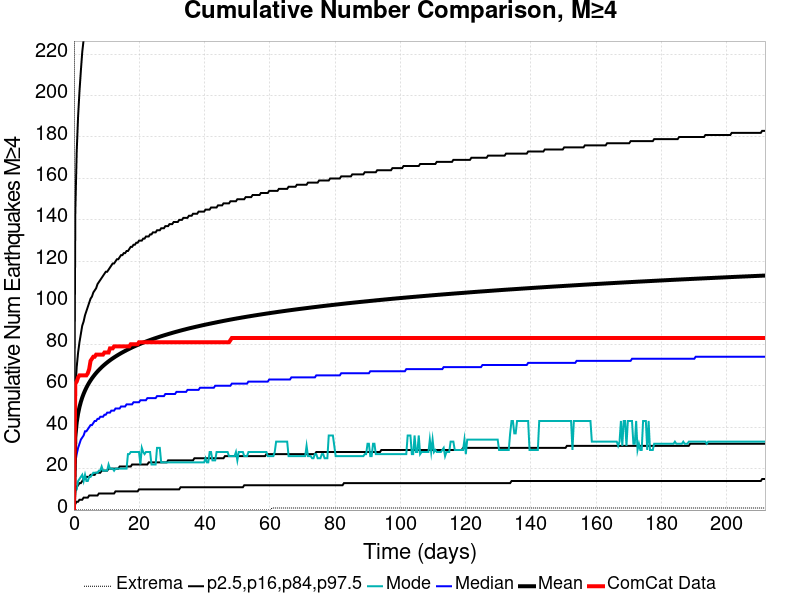 Cumulative Number Comparison, M≥4
Cumulative Num Earthquakes M≥4
220
200
180
160
140
120
100
80
60
40
20
0
0 20 40 60 80 100 120 140 160 180 200
Time (days)
Extrema p2.5,p16,p84,p97.5 Mode Median Mean ComCat Data